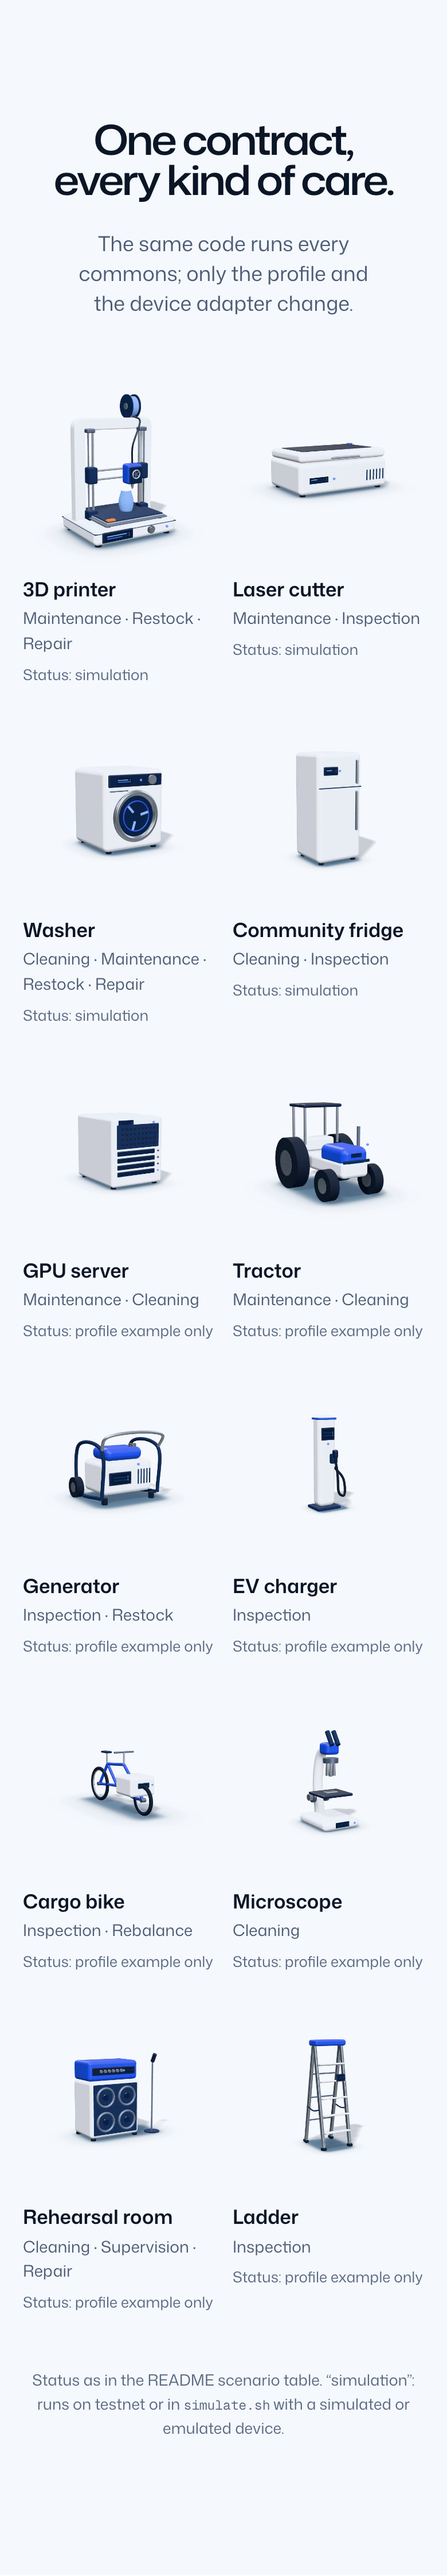 One contract,
every kind of care.
The same code runs every
commons; only the profile and
the device adapter change.
3D printer
Maintenance · Restock ·
Repair
Status: simulation
Laser cutter
Maintenance · Inspection
Status: simulation
Washer
Cleaning · Maintenance ·
Restock · Repair
Status: simulation
Community fridge
Cleaning · Inspection
Status: simulation
GPU server
Maintenance · Cleaning
Status: profile example only
Tractor
Maintenance · Cleaning
Status: profile example only
Generator
Inspection · Restock
Status: profile example only
EV charger
Inspection
Status: profile example only
Cargo bike
Inspection · Rebalance
Status: profile example only
Microscope
Cleaning
Status: profile example only
Rehearsal room
Cleaning · Supervision ·
Repair
Status: profile example only
Ladder
Inspection
Status: profile example only
Status as in the README scenario table. “simulation”:
runs on testnet or in simulate.sh with a simulated or
emulated device.